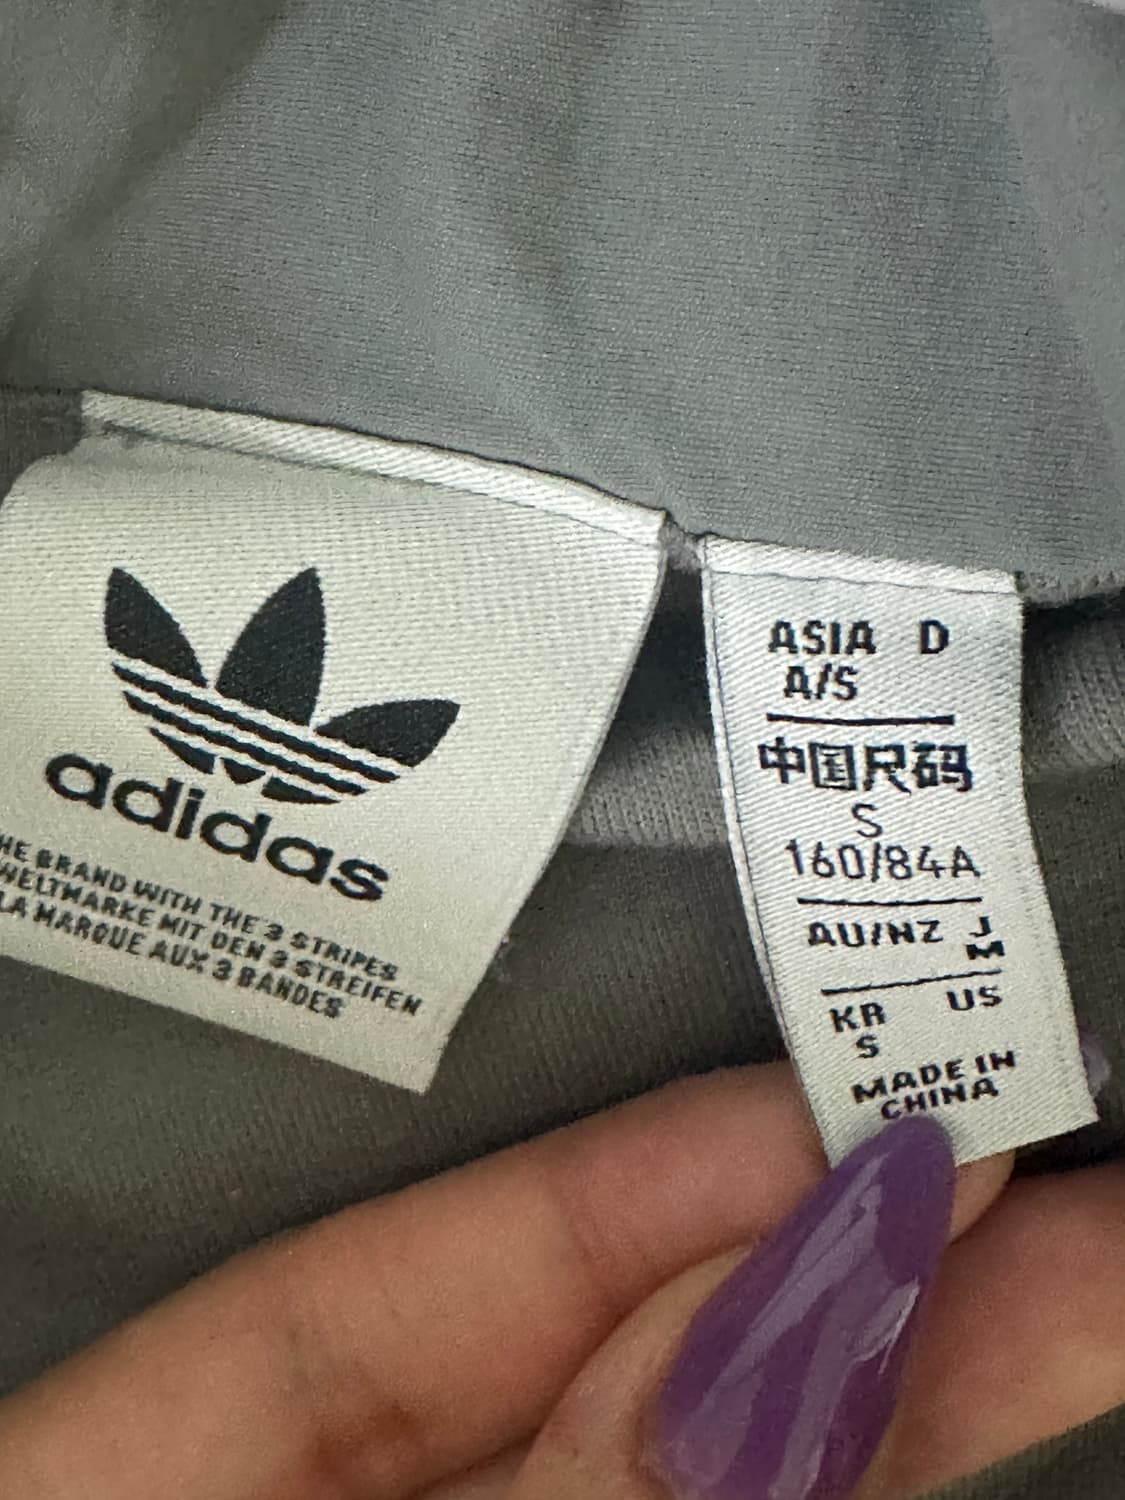 adidas
HE BRAND WITH THE 3 STRIPES
WELTMARKE MIT DEN 3 STREIFEN
LA MARQUE AUX 3 BANDES
ASIA D
A/S
中国尺码
S
160/84A
AU/NZ J
M
KR US
S
MADE IN
CHINA